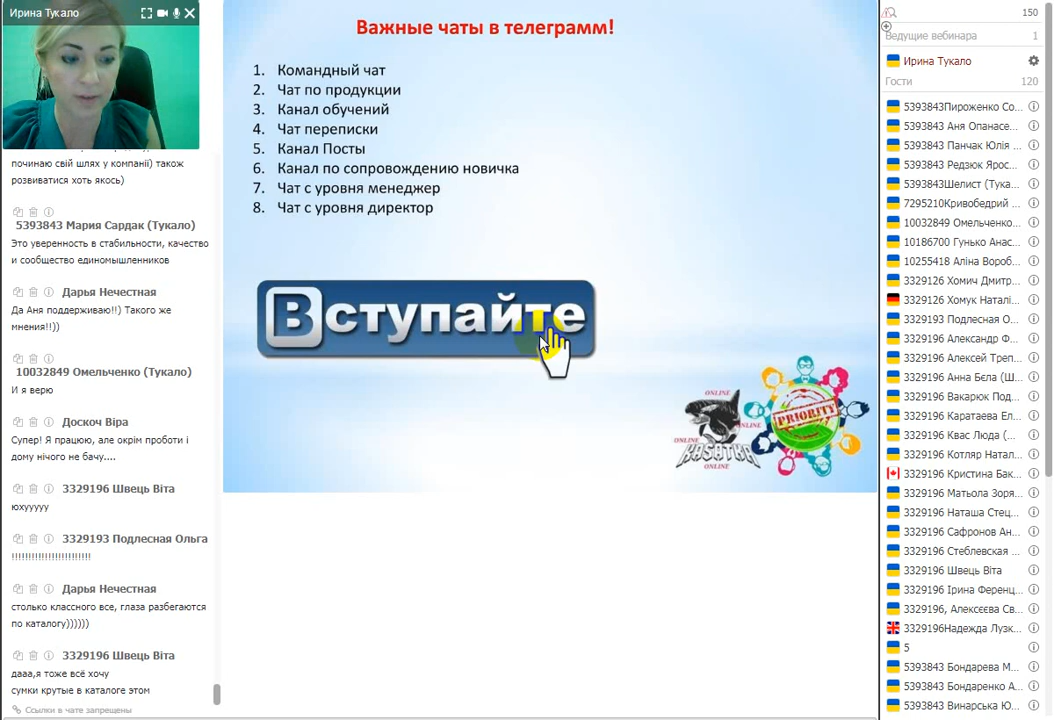 Ирина Тукало
починаю свій шлях у компанії) також
розвиватися хоть якось)
5393843 Мария Сардак (Тукало)
Это уверенность в стабильности, качество
и сообщество единомышленников
Дарья Нечестная
Да Аня поддерживаю!!) Такого же
мнения!!))
10032849 Омельченко (Тукало)
И я верю
Доскоч Віра
Супер! Я працюю, але окрім проботи і
дому нічого не бачу....
3329196 Швець Віта
юхууууу
3329193 Подлесная Ольга
!!!!!!!!!!!!!!!!!!!!!!!!
Дарья Нечестная
столько классного все, глаза разбегаются
по каталогу))))))
3329196 Швець Віта
дааа,я тоже всё хочу
сумки крутые в каталоге этом
Ссылки в чате запрещены
Важные чаты в телеграмм!
1. Командный чат
2. Чат по продукции
3. Канал обучений
4. Чат переписки
5. Канал Посты
6. Канал по сопровождению новичка
7. Чат с уровня менеджер
8. Чат с уровня директор
Вступайте
ONLINE
ONLINE
ONLINE
KASATKA
ONLINE
PRIORITY
150
Ведущие вебинара 1
Ирина Тукало
Гости 120
5393843Пироженко Со...
5393843 Аня Опанасе...
5393843 Панчак Юлія ...
5393843 Редзюк Ярос...
5393843Шелист (Тука...
7295210Кривобедрий ...
10032849 Омельченко...
10186700 Гунько Анас...
10255418 Аліна Вороб...
3329126 Хомич Дмитр...
3329126 Хомук Наталі...
3329193 Подлесная О...
3329196 Александр Ф...
3329196 Алексей Треп...
3329196 Анна Бєла (Ш...
3329196 Вакарюк Под...
3329196 Каратаева Ел...
3329196 Квас Люда (...
3329196 Котляр Натал...
3329196 Кристина Бак...
3329196 Матьола Зоря...
3329196 Наташа Стец...
3329196 Сафронов Ан...
3329196 Стеблевская ...
3329196 Швець Віта
3329196 Ірина Ференц...
3329196, Алексєєва Св...
3329196Надежда Лузк...
5
5393843 Бондарева М...
5393843 Бондаренко А...
5393843 Винарська Ю...